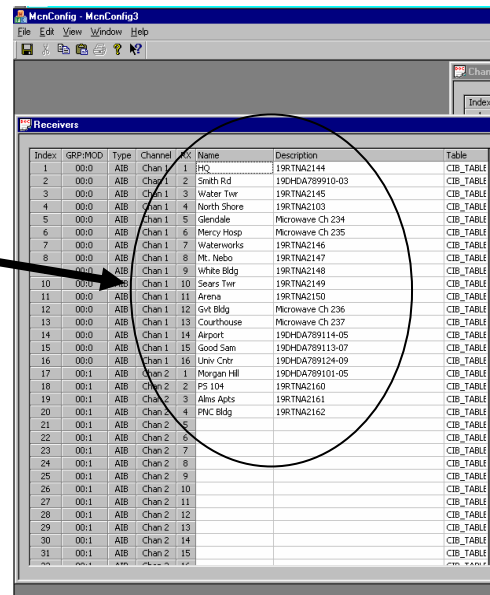 McnConfig - McnConfig3
File Edit View Window Help
Chan
Index
Receivers
Index GRP:MOD Type Channel RX Name Description Table
1 00:0 AIB Chan 1 1 HQ 19RTNA2144 CIB_TABLE
2 00:0 AIB Chan 1 2 Smith Rd 19DHDA789910-03 CIB_TABLE
3 00:0 AIB Chan 1 3 Water Twr 19RTNA2145 CIB_TABLE
4 00:0 AIB Chan 1 4 North Shore 19RTNA2103 CIB_TABLE
5 00:0 AIB Chan 1 5 Glendale Microwave Ch 234 CIB_TABLE
6 00:0 AIB Chan 1 6 Mercy Hosp Microwave Ch 235 CIB_TABLE
7 00:0 AIB Chan 1 7 Waterworks 19RTNA2146 CIB_TABLE
8 00:0 AIB Chan 1 8 Mt. Nebo 19RTNA2147 CIB_TABLE
00:0 AIB Chan 1 9 White Bldg 19RTNA2148 CIB_TABLE
10 00:0 AIB Chan 1 10 Sears Twr 19RTNA2149 CIB_TABLE
11 00:0 AIB Chan 1 11 Arena 19RTNA2150 CIB_TABLE
12 00:0 AIB Chan 1 12 Gvt Bldg Microwave Ch 236 CIB_TABLE
13 00:0 AIB Chan 1 13 Courthouse Microwave Ch 237 CIB_TABLE
14 00:0 AIB Chan 1 14 Airport 19DHDA789114-05 CIB_TABLE
15 00:0 AIB Chan 1 15 Good Sam 19DHDA789113-07 CIB_TABLE
16 00:0 AIB Chan 1 16 Univ Cntr 19DHDA789124-09 CIB_TABLE
17 00:1 AIB Chan 2 1 Morgan Hill 19DHDA789101-05 CIB_TABLE
18 00:1 AIB Chan 2 2 PS 104 19RTNA2160 CIB_TABLE
19 00:1 AIB Chan 2 3 Alms Apts 19RTNA2161 CIB_TABLE
20 00:1 AIB Chan 2 4 PNC Bldg 19RTNA2162 CIB_TABLE
21 00:1 AIB Chan 2 5 CIB_TABLE
22 00:1 AIB Chan 2 6 CIB_TABLE
23 00:1 AIB Chan 2 7 CIB_TABLE
24 00:1 AIB Chan 2 8 CIB_TABLE
25 00:1 AIB Chan 2 9 CIB_TABLE
26 00:1 AIB Chan 2 10 CIB_TABLE
27 00:1 AIB Chan 2 11 CIB_TABLE
28 00:1 AIB Chan 2 12 CIB_TABLE
29 00:1 AIB Chan 2 13 CIB_TABLE
30 00:1 AIB Chan 2 14 CIB_TABLE
31 00:1 AIB Chan 2 15 CIB_TABLE